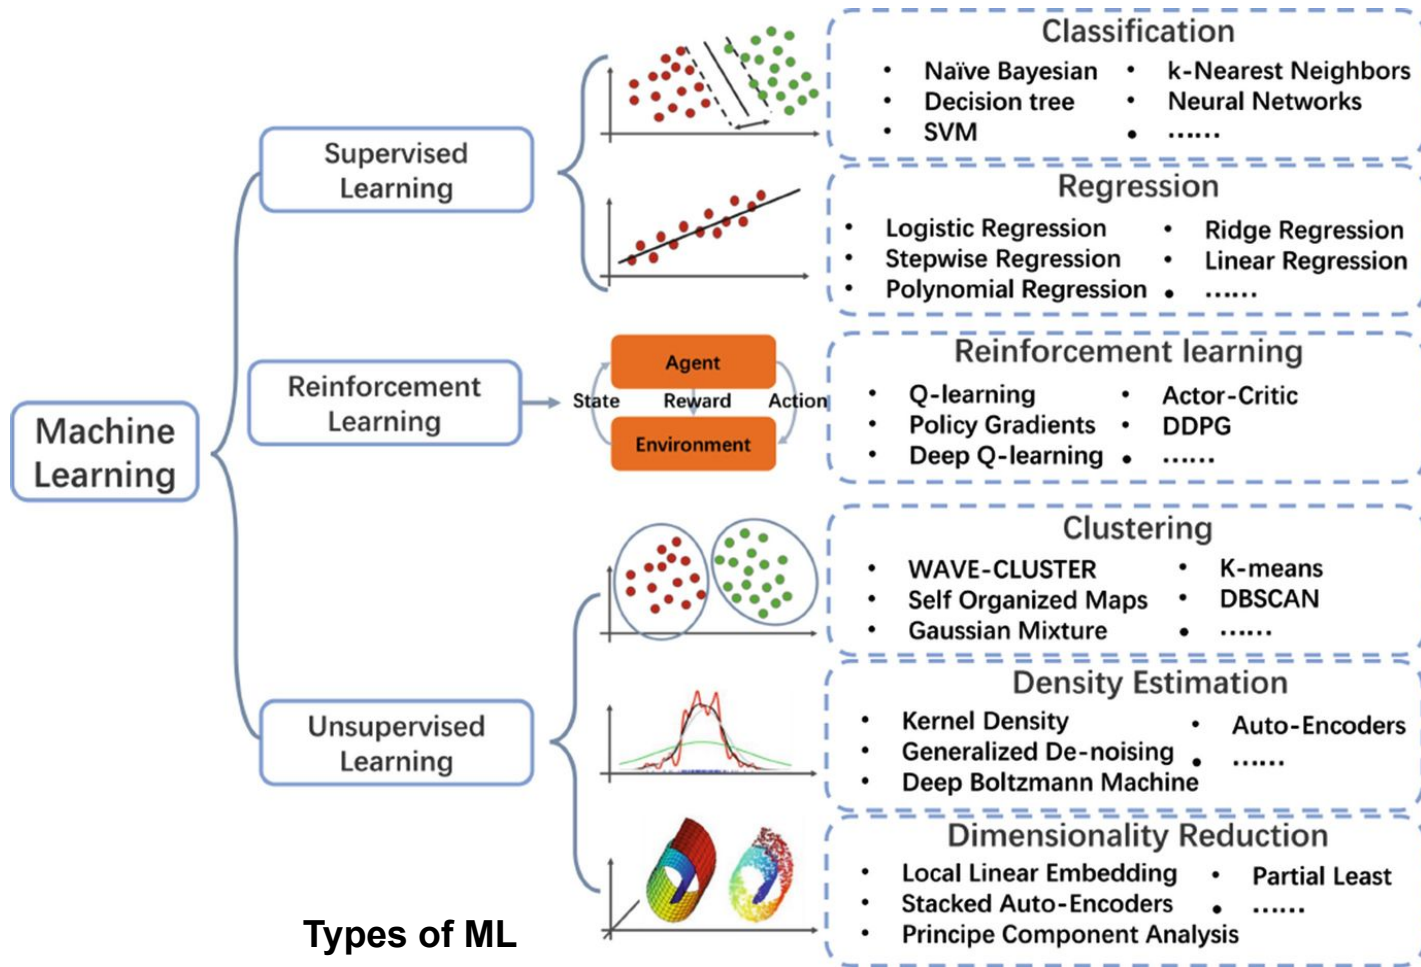 Machine
Learning
Supervised
Learning
Classification
• Naïve Bayesian
• Decision tree
• SVM
• k-Nearest Neighbors
• Neural Networks
• ……
Regression
• Logistic Regression
• Stepwise Regression
• Polynomial Regression
• Ridge Regression
• Linear Regression
• ……
Reinforcement
Learning
Agent
State
Reward
Action
Environment
Reinforcement learning
• Q-learning
• Policy Gradients
• Deep Q-learning
• Actor-Critic
• DDPG
• ……
Unsupervised
Learning
Clustering
• WAVE-CLUSTER
• Self Organized Maps
• Gaussian Mixture
• K-means
• DBSCAN
• ……
Density Estimation
• Kernel Density
• Generalized De-noising
• Deep Boltzmann Machine
• Auto-Encoders
• ……
Dimensionality Reduction
• Local Linear Embedding
• Stacked Auto-Encoders
• Principe Component Analysis
• Partial Least
• ……
Types of ML